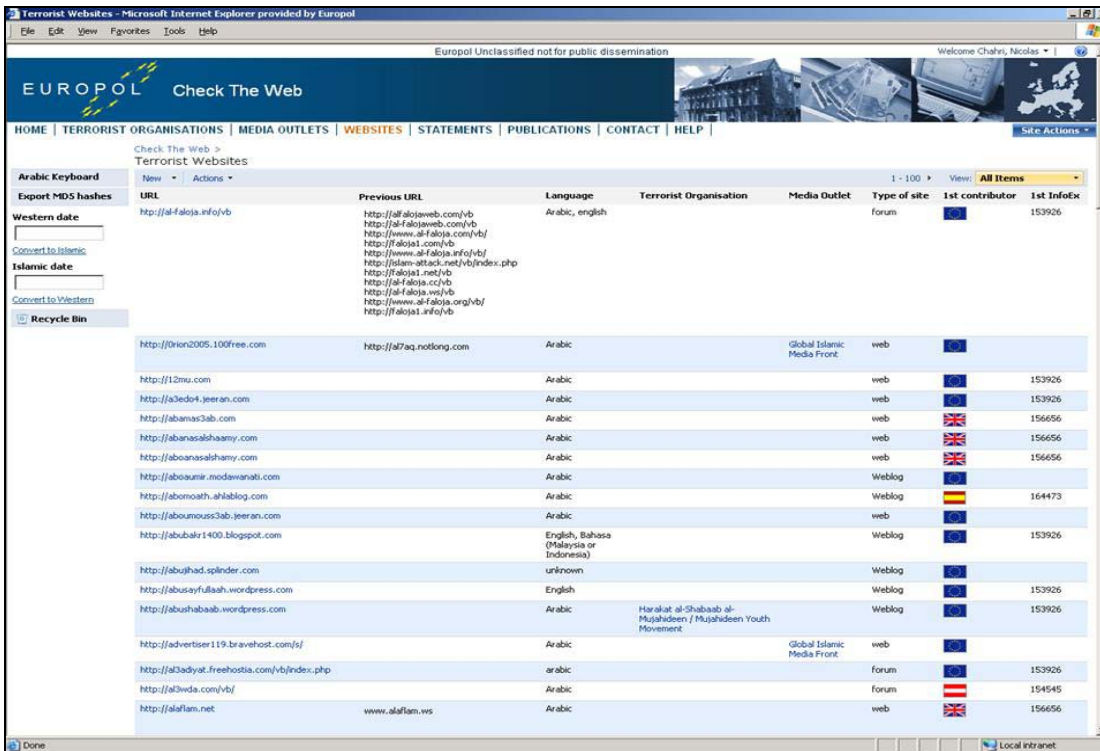 Terrorist Websites - Microsoft Internet Explorer provided by Europol
File Edit View Favorites Tools Help
Europol Unclassified not for public dissemination
Welcome Chahri, Nicolas
EUROPOL Check The Web
HOME | TERRORIST ORGANISATIONS | MEDIA OUTLETS | WEBSITES | STATEMENTS | PUBLICATIONS | CONTACT | HELP |
Site Actions
Check The Web >
Terrorist Websites
Arabic Keyboard
Export MD5 hashes
Western date
Convert to Islamic
Islamic date
Convert to Western
Recycle Bin
New Actions 1 - 100 View: All Items
URL Previous URL Language Terrorist Organisation Media Outlet Type of site 1st contributor 1st InfoEx
http://al-faloja.info/vb http://alfalojaweb.com/vb Arabic, english forum 153926
http://al-falojaweb.com/vb
http://www.al-faloja.com/vb/
http://faloja1.com/vb
http://www.al-faloja.info/vb/
http://islam-attack.net/vb/index.php
http://faloja1.net/vb
http://al-faloja.cc/vb
http://al-faloja.ws/vb
http://www.al-faloja.org/vb/
http://faloja1.info/vb
http://0rion2005.100free.com http://al7aq.notlong.com Arabic Global Islamic web
Media Front
http://12mu.com Arabic web 153926
http://a3edo4.jeeran.com Arabic web 153926
http://abamas3ab.com Arabic web 156656
http://abanasalshaamy.com Arabic web 156656
http://aboanasalshamy.com Arabic web 156656
http://aboaumir.modawanati.com Arabic Weblog
http://abomoath.ahlablog.com Arabic Weblog 164473
http://aboumouss3ab.jeeran.com Arabic web
http://abubakr1400.blogspot.com English, Bahasa Weblog 153926
(Malaysia or
Indonesia)
http://abujihad.splinder.com unknown Weblog
http://abusayfullaah.wordpress.com English Weblog 153926
http://abushabaab.wordpress.com Arabic Harakat al-Shabaab al- Weblog 153926
Mujahideen / Mujahideen Youth
Movement
http://advertiser119.bravehost.com/s/ Arabic Global Islamic web
Media Front
http://al3adiyat.freehostia.com/vb/index.php arabic forum 153926
http://al3wda.com/vb/ Arabic forum 154545
http://alaflam.net www.alaflam.ws Arabic web 156656
Done
Local intranet